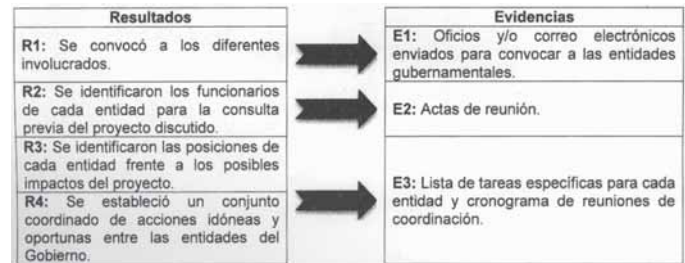 Resultados
R1: Se convocó a los diferentes
involucrados.
R2: Se identificaron los funcionarios
de cada entidad para la consulta
previa del proyecto discutido.
R3: Se identificaron las posiciones de
cada entidad frente a los posibles
impactos del proyecto.
R4: Se estableció un conjunto
coordinado de acciones idóneas y
oportunas entre las entidades del
Gobierno.
Evidencias
E1: Oficios y/o correo electrónicos
enviados para convocar a las entidades
gubernamentales.
E2: Actas de reunión.
E3: Lista de tareas específicas para cada
entidad y cronograma de reuniones de
coordinación.